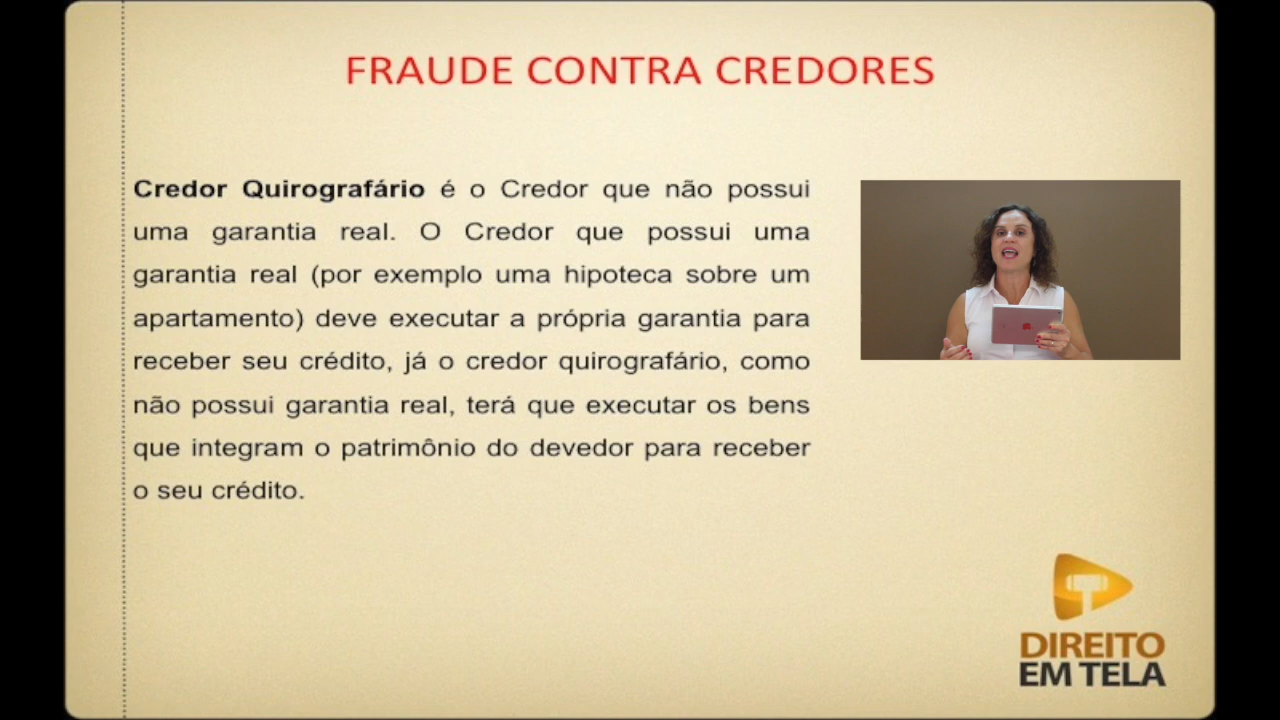 FRAUDE CONTRA CREDORES
Credor Quirografário é o Credor que não possui
uma garantia real. O Credor que possui uma
garantia real (por exemplo uma hipoteca sobre um
apartamento) deve executar a própria garantia para
receber seu crédito, já o credor quirografário, como
não possui garantia real, terá que executar os bens
que integram o patrimônio do devedor para receber
o seu crédito.
DIREITO
EM TELA